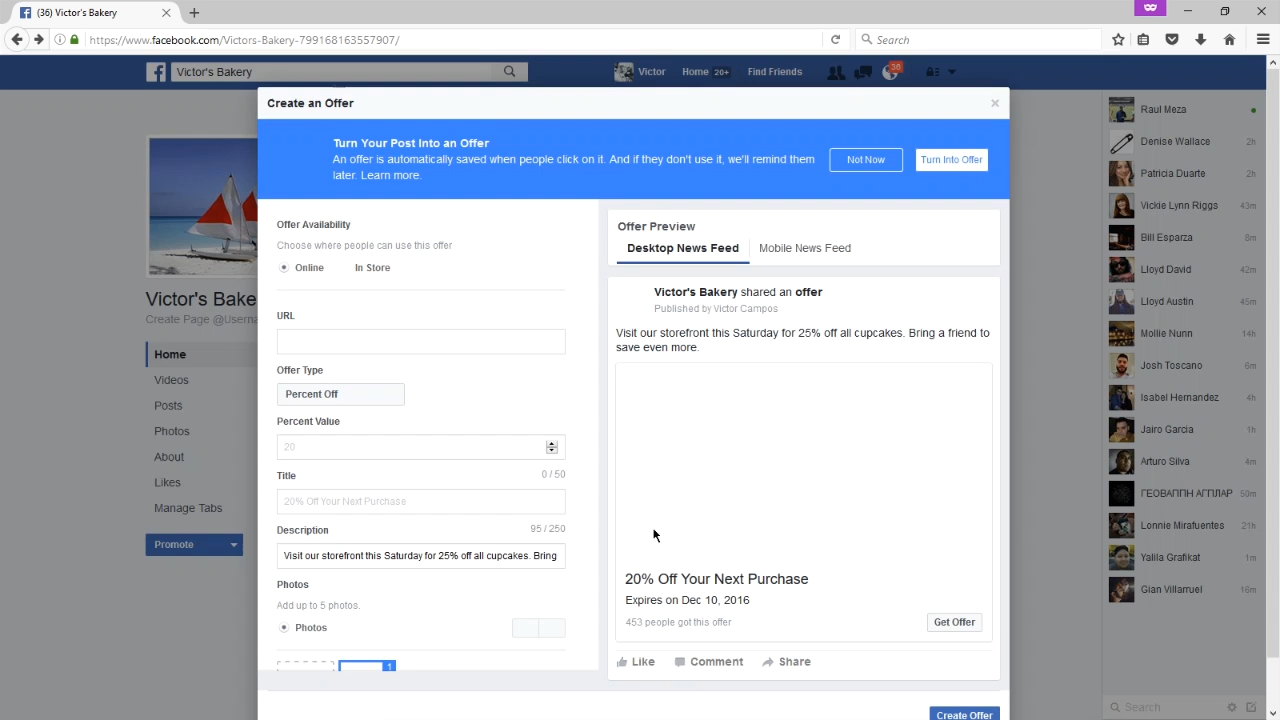 (36) Victor's Bakery
https://www.facebook.com/Victors-Bakery-799168163557907/
Search
Victor's Bakery
Victor
Home 20+
Find Friends
36
Create an Offer
Turn Your Post Into an Offer
An offer is automatically saved when people click on it. And if they don't use it, we'll remind them
later. Learn more.
Not Now
Turn Into Offer
Victor's Bake
Create Page @Userna
Home
Videos
Posts
Photos
About
Likes
Manage Tabs
Promote
Offer Availability
Choose where people can use this offer
Online
In Store
URL
Offer Type
Percent Off
Percent Value
20
Title
0 / 50
20% Off Your Next Purchase
Description
95 / 250
Visit our storefront this Saturday for 25% off all cupcakes. Bring
Photos
Add up to 5 photos.
Photos
1
Offer Preview
Desktop News Feed
Mobile News Feed
Victor's Bakery shared an offer
Published by Victor Campos
Visit our storefront this Saturday for 25% off all cupcakes. Bring a friend to
save even more.
20% Off Your Next Purchase
Expires on Dec 10, 2016
453 people got this offer
Get Offer
Like
Comment
Share
Create Offer
Raul Meza
Denise Wallace 2h
Patricia Duarte 2h
Vickie Lynn Riggs 43m
Bill Esparza 8m
Lloyd David 42m
Lloyd Austin 45m
Mollie Nunn 14h
Josh Toscano 6m
Isabel Hernandez 4h
Jairo Garcia 1h
Arturo Silva 4m
ΓΕΟΒΑΠΠΗ ΑΓΓΙΛΑΡ 50m
Lonnie Mirafuentes 21h
Yalila Grafikat 1m
Gian Villarruel 16m
Search